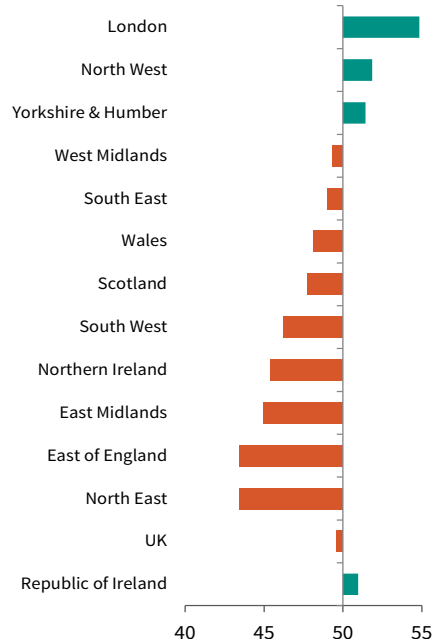 London
North West
Yorkshire & Humber
West Midlands
South East
Wales
Scotland
South West
Northern Ireland
East Midlands
East of England
North East
UK
Republic of Ireland
40 45 50 55